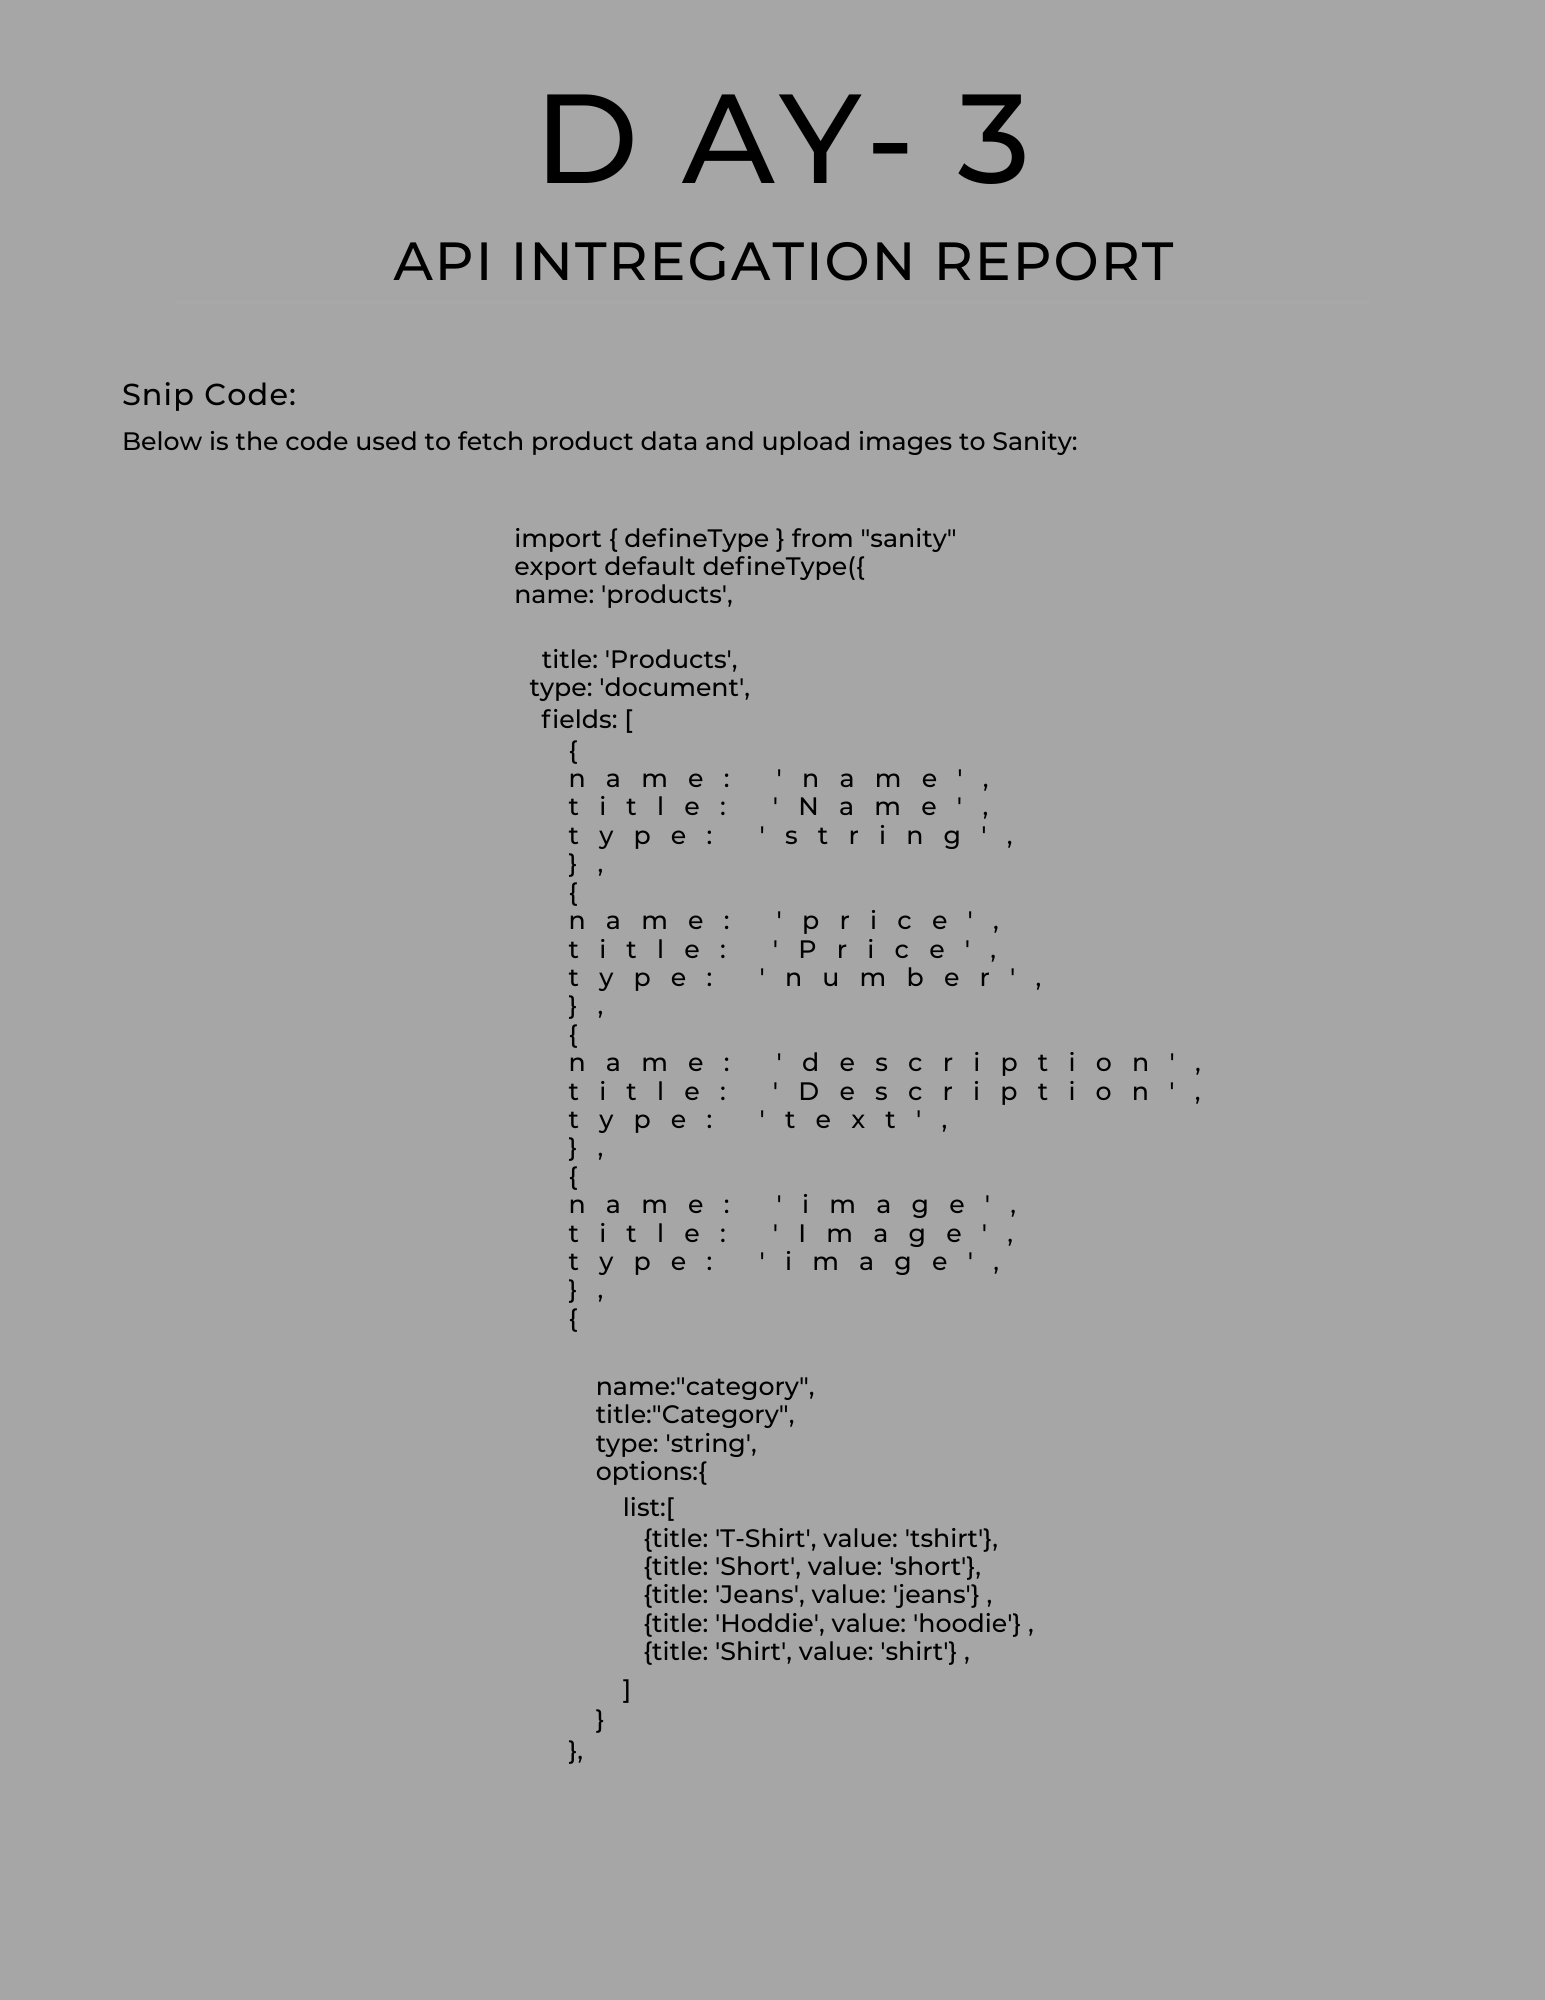 D AY- 3
API INTREGATION REPORT
Snip Code:
Below is the code used to fetch product data and upload images to Sanity:
import { defineType } from "sanity"
export default defineType({
name: 'products',
title: 'Products',
type: 'document',
fields: [
{
name: 'name',
title: 'Name',
type: 'string',
},
{
name: 'price',
title: 'Price',
type: 'number',
},
{
name: 'description',
title: 'Description',
type: 'text',
},
{
name: 'image',
title: 'Image',
type: 'image',
},
{
name:"category",
title:"Category",
type: 'string',
options:{
list:[
{title: 'T-Shirt', value: 'tshirt'},
{title: 'Short', value: 'short'},
{title: 'Jeans', value: 'jeans'} ,
{title: 'Hoddie', value: 'hoodie'} ,
{title: 'Shirt', value: 'shirt'} ,
]
}
},